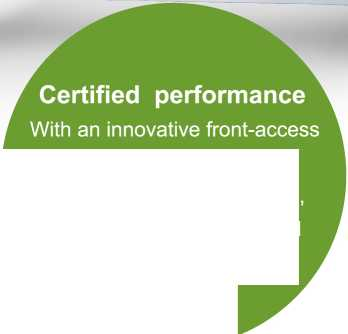 Certified performance
With an innovative front-access